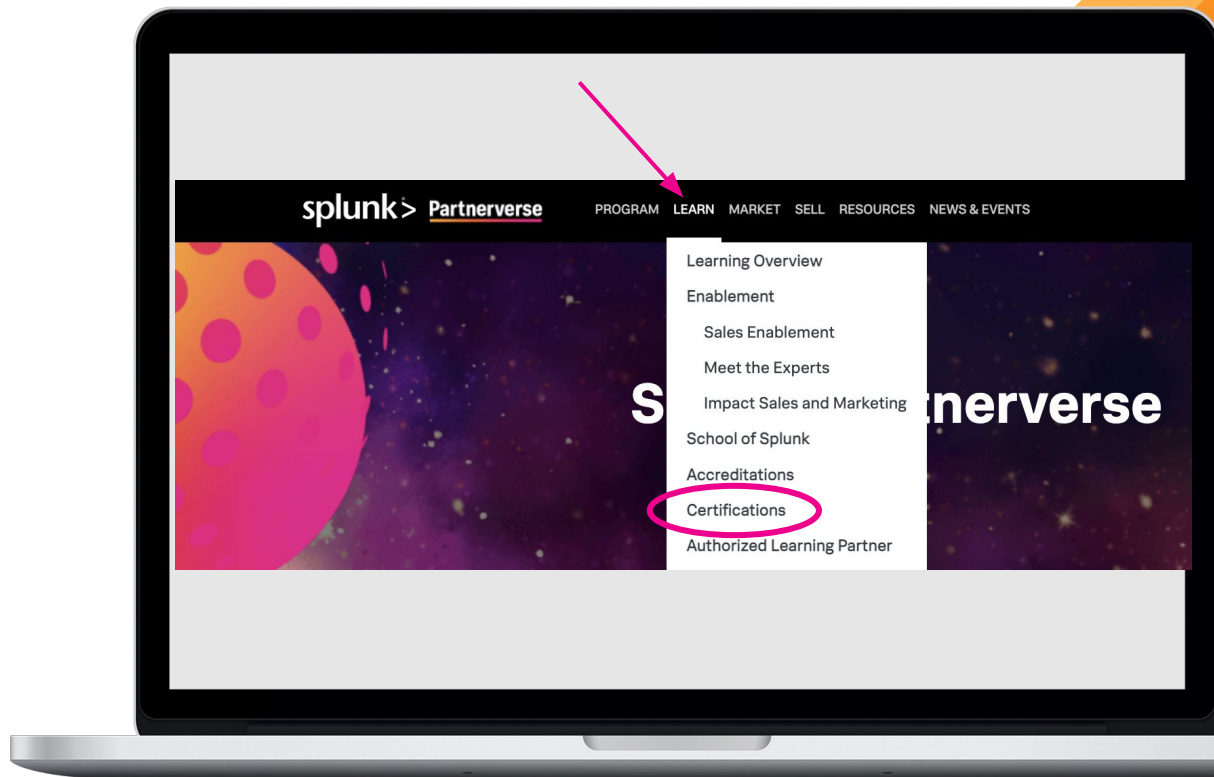 splunk> Partnerverse
PROGRAM LEARN MARKET SELL RESOURCES NEWS & EVENTS
Learning Overview
Enablement
Sales Enablement
Meet the Experts
Impact Sales and Marketing
S
tnerverse
School of Splunk
Accreditations
Certifications
Authorized Learning Partner